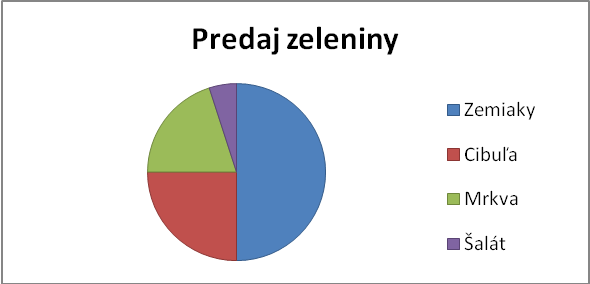 Predaj zeleniny
Zemiaky
Cibuľa
Mrkva
Šalát